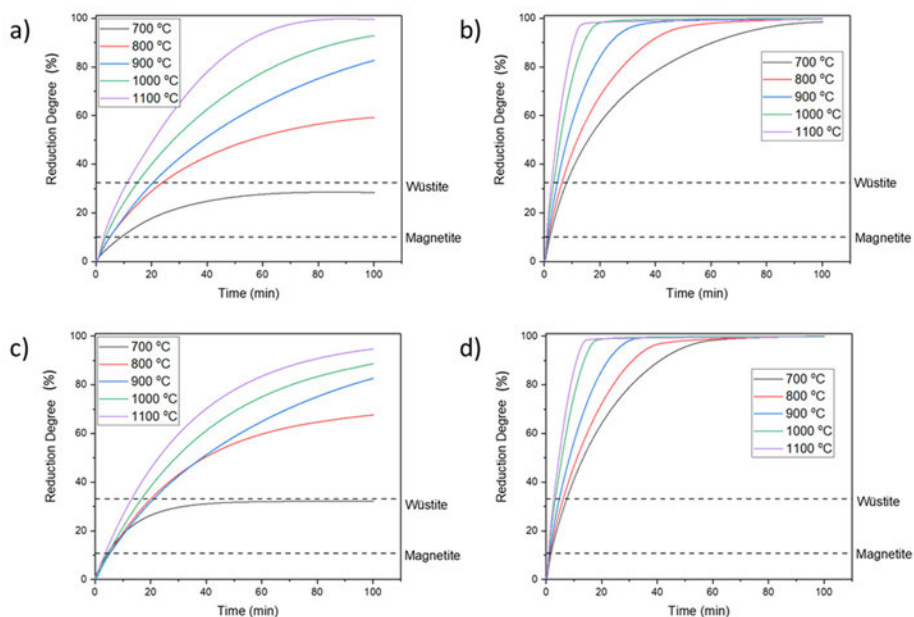 a)
100
80
60
40
20
0
Reduction Degree (%)
700 ºC
800 ºC
900 ºC
1000 ºC
1100 ºC
Wüstite
Magnetite
0 20 40 60 80 100
Time (min)
b)
100
80
60
40
20
0
Reduction Degree (%)
700 ºC
800 ºC
900 ºC
1000 ºC
1100 ºC
Wüstite
Magnetite
0 20 40 60 80 100
Time (min)
c)
100
80
60
40
20
0
Reduction Degree (%)
700 ºC
800 ºC
900 ºC
1000 ºC
1100 ºC
Wüstite
Magnetite
0 20 40 60 80 100
Time (min)
d)
100
80
60
40
20
0
Reduction Degree (%)
700 ºC
800 ºC
900 ºC
1000 ºC
1100 ºC
Wüstite
Magnetite
0 20 40 60 80 100
Time (min)